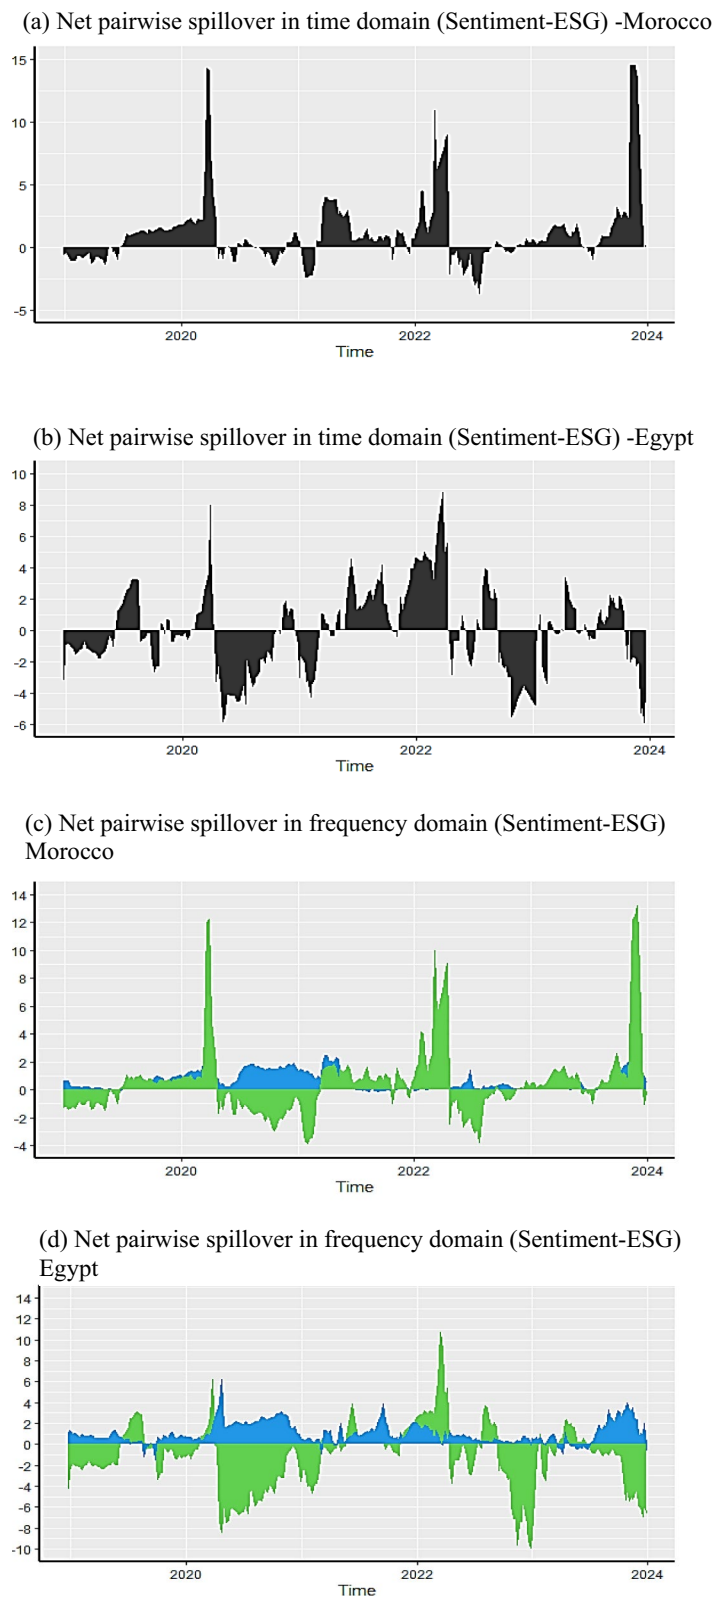 (a) Net pairwise spillover in time domain (Sentiment-ESG) -Morocco
15
10
5
0
-5
2020 2022 2024
Time
(b) Net pairwise spillover in time domain (Sentiment-ESG) -Egypt
10
8
6
4
2
0
-2
-4
-6
2020 2022 2024
Time
(c) Net pairwise spillover in frequency domain (Sentiment-ESG)
Morocco
14
12
10
8
6
4
2
0
-2
-4
2020 2022 2024
Time
(d) Net pairwise spillover in frequency domain (Sentiment-ESG)
Egypt
14
12
10
8
6
4
2
0
-2
-4
-6
-8
-10
2020 2022 2024
Time